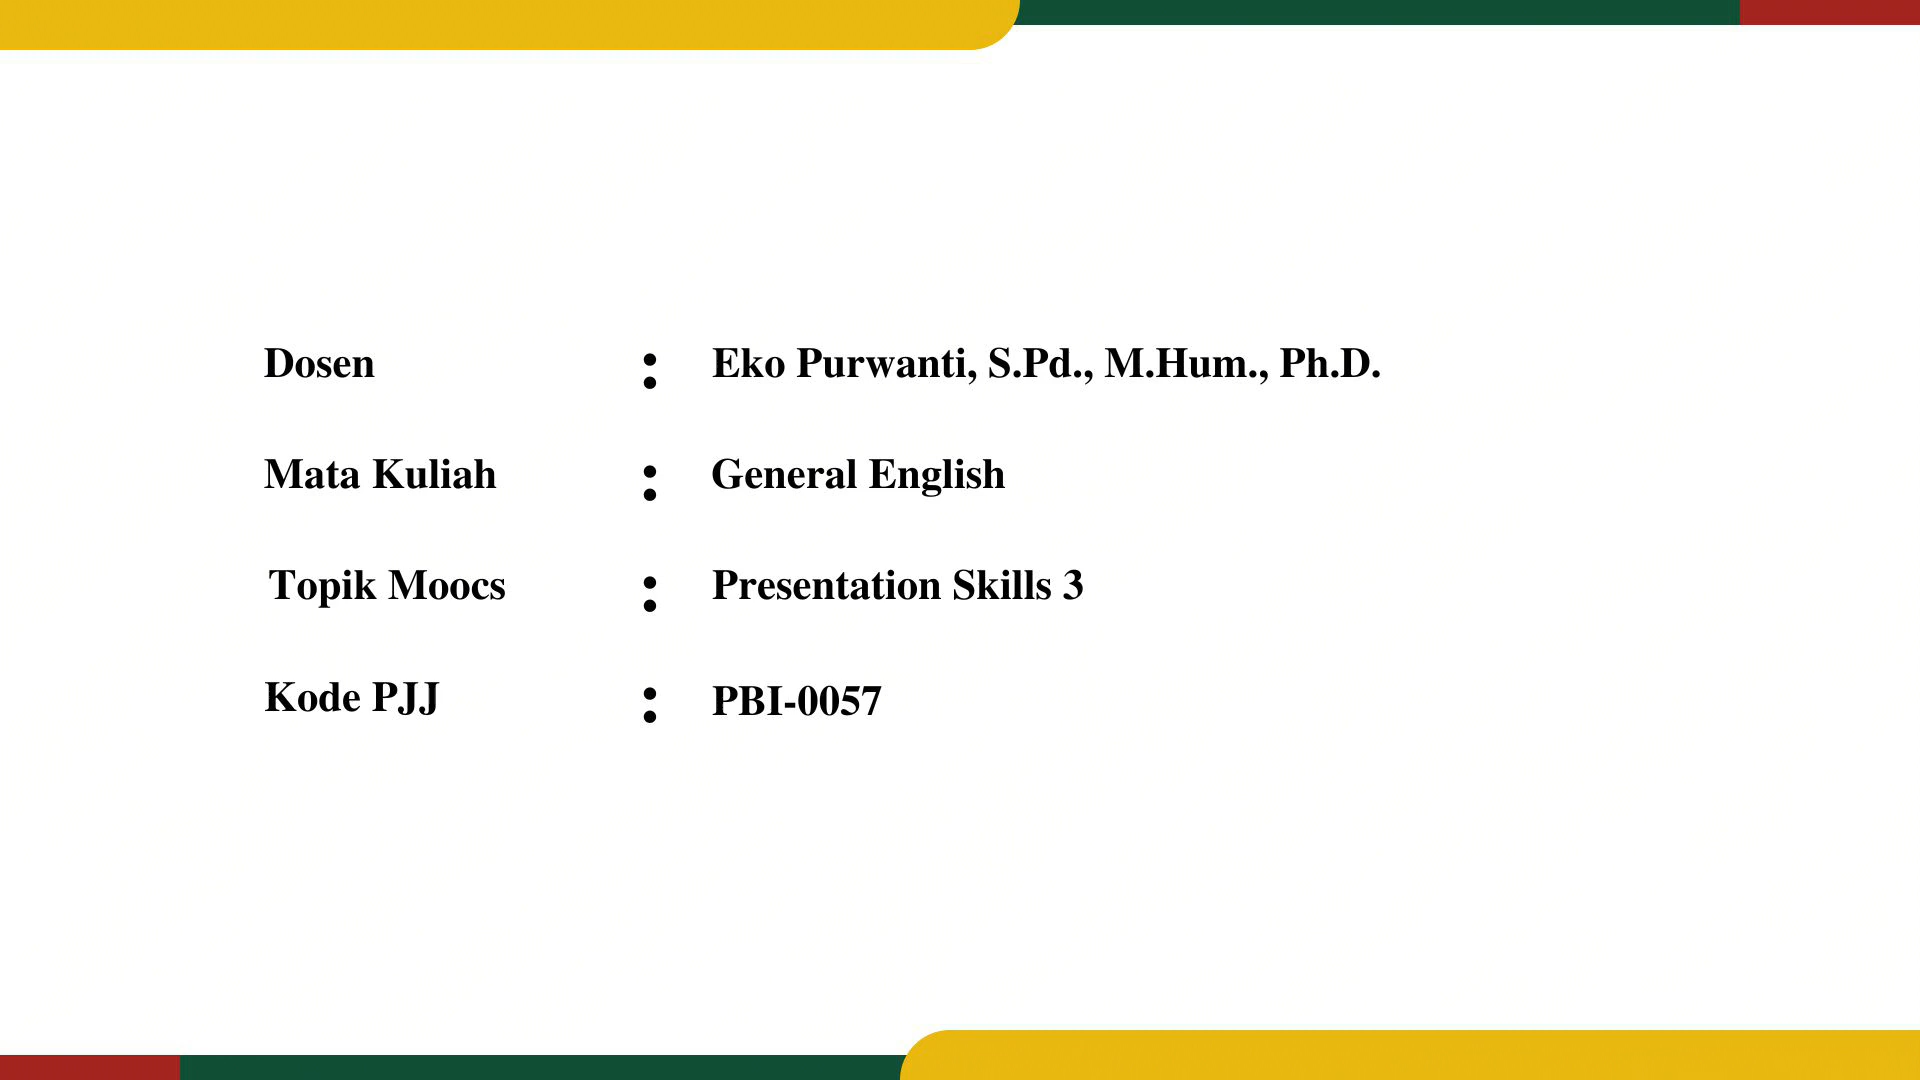 Dosen : Eko Purwanti, S.Pd., M.Hum., Ph.D.
Mata Kuliah : General English
Topik Moocs : Presentation Skills 3
Kode PJJ : PBI-0057